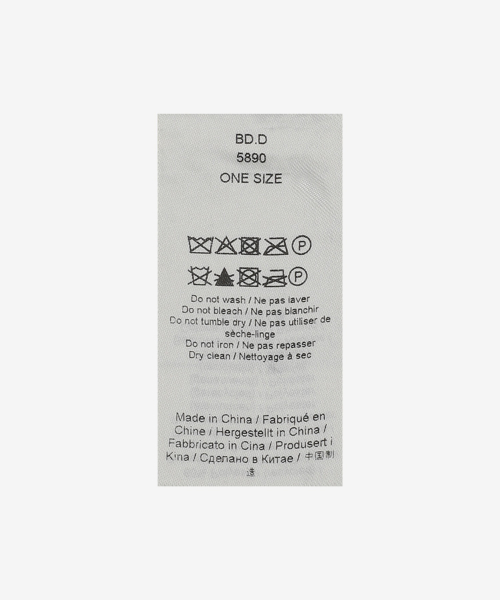 BD.D
5890
ONE SIZE
P
P
Do not wash / Ne pas laver
Do not bleach / Ne pas blanchir
Do not tumble dry / Ne pas utiliser de
sèche-linge
Do not iron / Ne pas repasser
Dry clean / Nettoyage à sec
Made in China / Fabriqué en
Chine / Hergestellt in China /
Fabbricato in Cina / Produsert i
Kina / Сделано в Китае / 中国制
造